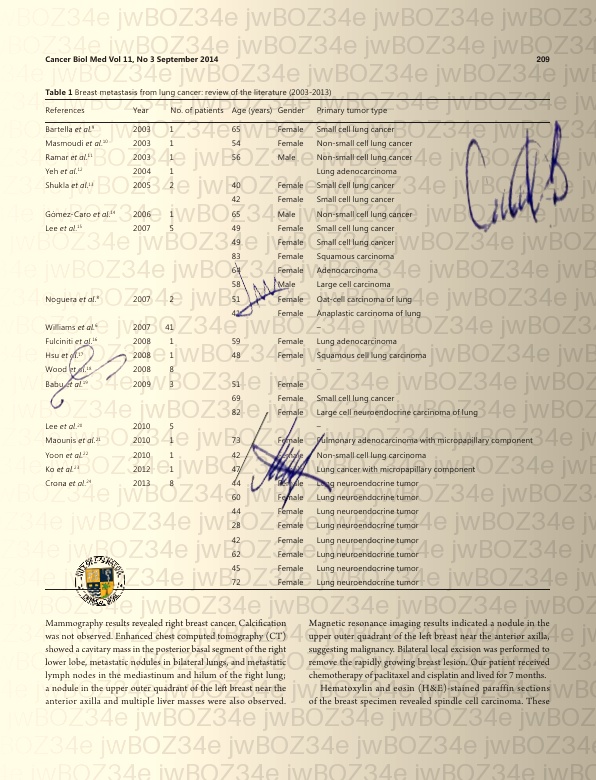 Cancer Biol Med Vol 11, No 3 September 2014 209
Table 1 Breast metastasis from lung cancer: review of the literature (2003-2013)
References Year No. of patients Age (years) Gender Primary tumor type
Bartella et al.⁹ 2003 1 65 Female Small cell lung cancer
Masmoudi et al.¹⁰ 2003 1 54 Female Non-small cell lung cancer
Ramar et al.¹¹ 2003 1 56 Male Non-small cell lung cancer
Yeh et al.¹² 2004 1 Lung adenocarcinoma
Shukla et al.¹³ 2005 2 40 Female Small cell lung cancer
42 Female Small cell lung cancer
Gómez-Caro et al.¹⁴ 2006 1 65 Male Non-small cell lung cancer
Lee et al.¹⁵ 2007 5 49 Female Small cell lung cancer
49 Female Small cell lung cancer
83 Female Squamous carcinoma
64 Female Adenocarcinoma
58 Male Large cell carcinoma
Noguera et al.⁸ 2007 2 51 Female Oat-cell carcinoma of lung
41 Female Anaplastic carcinoma of lung
Williams et al.⁶ 2007 41 –
Fulciniti et al.¹⁶ 2008 1 59 Female Lung adenocarcinoma
Hsu et al.¹⁷ 2008 1 48 Female Squamous cell lung carcinoma
Wood et al.¹⁸ 2008 8 –
Babu et al.¹⁹ 2009 3 51 Female
69 Female Small cell lung cancer
82 Female Large cell neuroendocrine carcinoma of lung
Lee et al.²⁰ 2010 5 –
Maounis et al.²¹ 2010 1 73 Female Pulmonary adenocarcinoma with micropapillary component
Yoon et al.²² 2010 1 42 Female Non-small cell lung carcinoma
Ko et al.²³ 2012 1 47 Female Lung cancer with micropapillary component
Crona et al.²⁴ 2013 8 44 Female Lung neuroendocrine tumor
60 Female Lung neuroendocrine tumor
44 Female Lung neuroendocrine tumor
28 Female Lung neuroendocrine tumor
42 Female Lung neuroendocrine tumor
62 Female Lung neuroendocrine tumor
45 Female Lung neuroendocrine tumor
72 Female Lung neuroendocrine tumor
Mammography results revealed right breast cancer. Calcification
was not observed. Enhanced chest computed tomography (CT)
showed a cavitary mass in the posterior basal segment of the right
lower lobe, metastatic nodules in bilateral lungs, and metastatic
lymph nodes in the mediastinum and hilum of the right lung;
a nodule in the upper outer quadrant of the left breast near the
anterior axilla and multiple liver masses were also observed.
Magnetic resonance imaging results indicated a nodule in the
upper outer quadrant of the left breast near the anterior axilla,
suggesting malignancy. Bilateral local excision was performed to
remove the rapidly growing breast lesion. Our patient received
chemotherapy of paclitaxel and cisplatin and lived for 7 months.
Hematoxylin and eosin (H&E)-stained paraffin sections
of the breast specimen revealed spindle cell carcinoma. These
jwBOZ34e